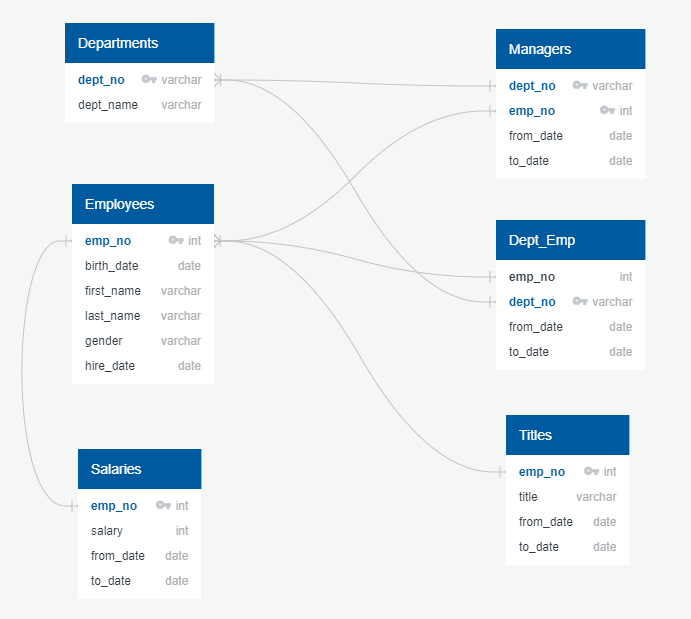 Departments
dept_no varchar
dept_name varchar
Managers
dept_no varchar
emp_no int
from_date date
to_date date
Employees
emp_no int
birth_date date
first_name varchar
last_name varchar
gender varchar
hire_date date
Dept_Emp
emp_no int
dept_no varchar
from_date date
to_date date
Salaries
emp_no int
salary int
from_date date
to_date date
Titles
emp_no int
title varchar
from_date date
to_date date